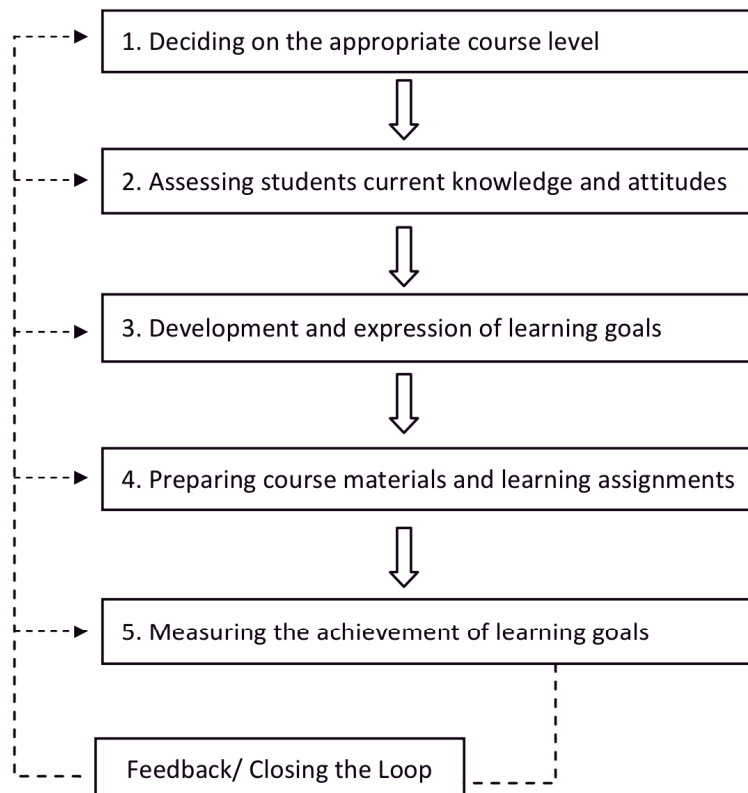 1. Deciding on the appropriate course level
2. Assessing students current knowledge and attitudes
3. Development and expression of learning goals
4. Preparing course materials and learning assignments
5. Measuring the achievement of learning goals
Feedback/ Closing the Loop